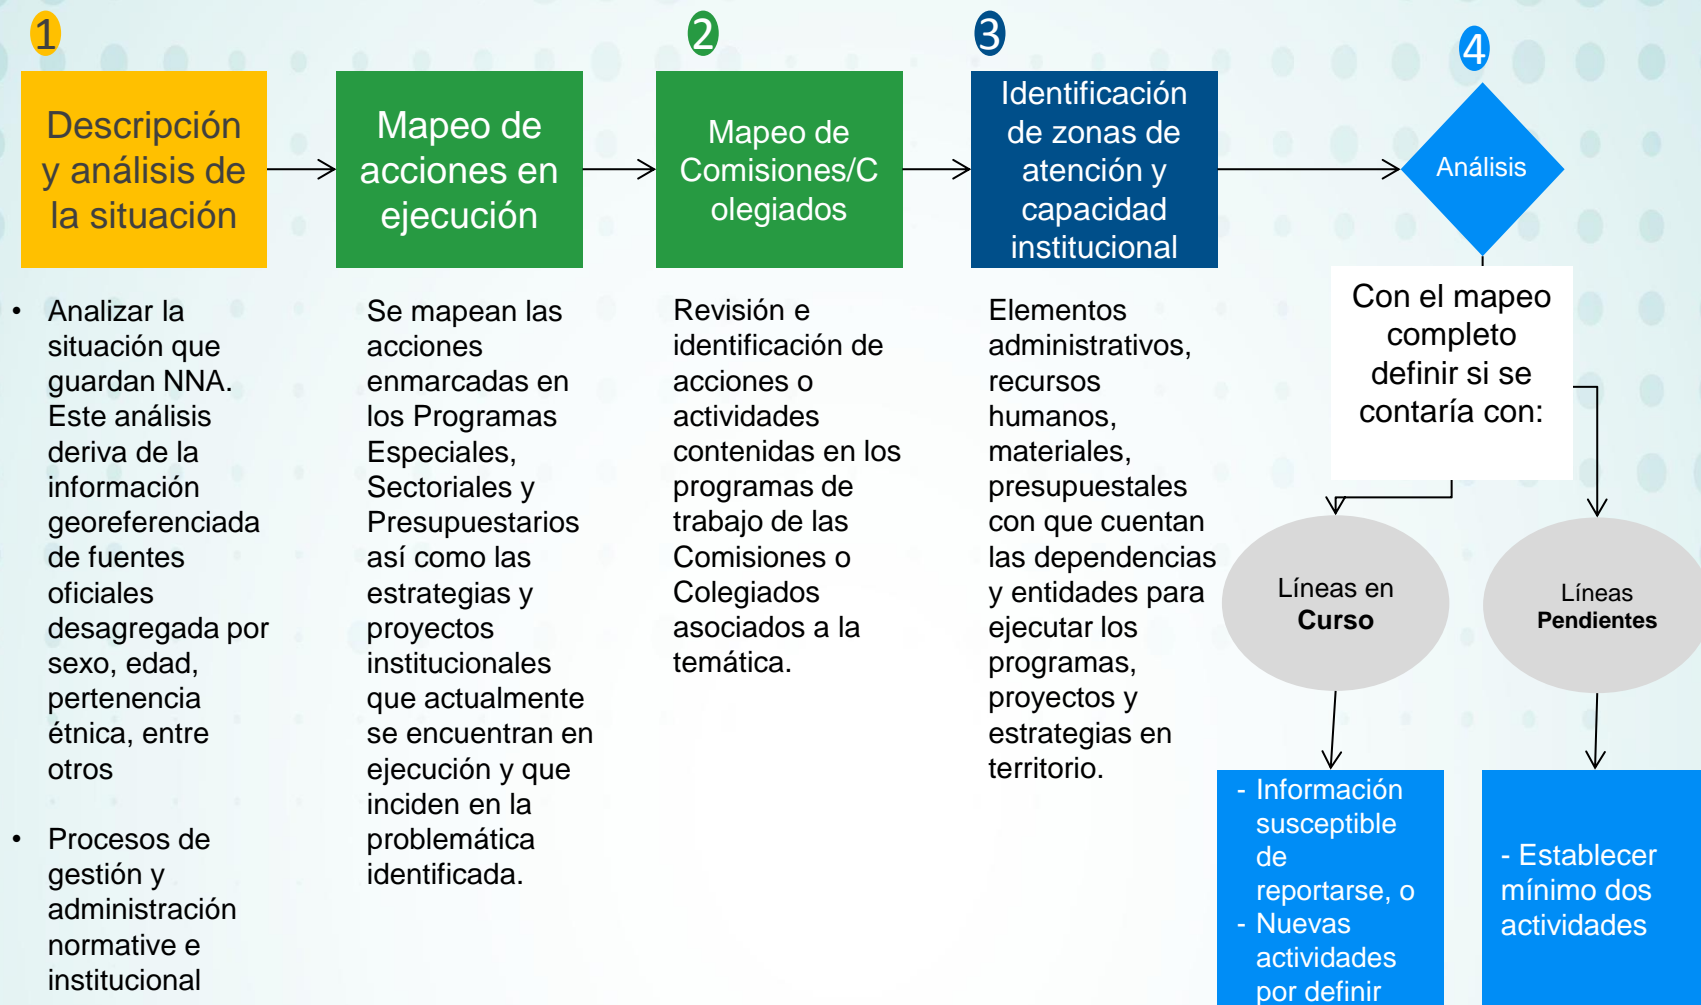 1
Descripción
y análisis de
la situación
• Analizar la
situación que
guardan NNA.
Este análisis
deriva de la
información
georeferenciada
de fuentes
oficiales
desagregada por
sexo, edad,
pertenencia
étnica, entre
otros
• Procesos de
gestión y
administración
normative e
institucional
Mapeo de
acciones en
ejecución
Se mapean las
acciones
enmarcadas en
los Programas
Especiales,
Sectoriales y
Presupuestarios
así como las
estrategias y
proyectos
institucionales
que actualmente
se encuentran en
ejecución y que
inciden en la
problemática
identificada.
2
Mapeo de
Comisiones/C
olegiados
Revisión e
identificación de
acciones o
actividades
contenidas en los
programas de
trabajo de las
Comisiones o
Colegiados
asociados a la
temática.
3
Identificación
de zonas de
atención y
capacidad
institucional
Elementos
administrativos,
recursos
humanos,
materiales,
presupuestales
con que cuentan
las dependencias
y entidades para
ejecutar los
programas,
proyectos y
estrategias en
territorio.
4
Análisis
Con el mapeo
completo
definir si se
contaría con:
Líneas en
Curso
Líneas
Pendientes
- Información
susceptible
de
reportarse, o
- Nuevas
actividades
por definir
- Establecer
mínimo dos
actividades